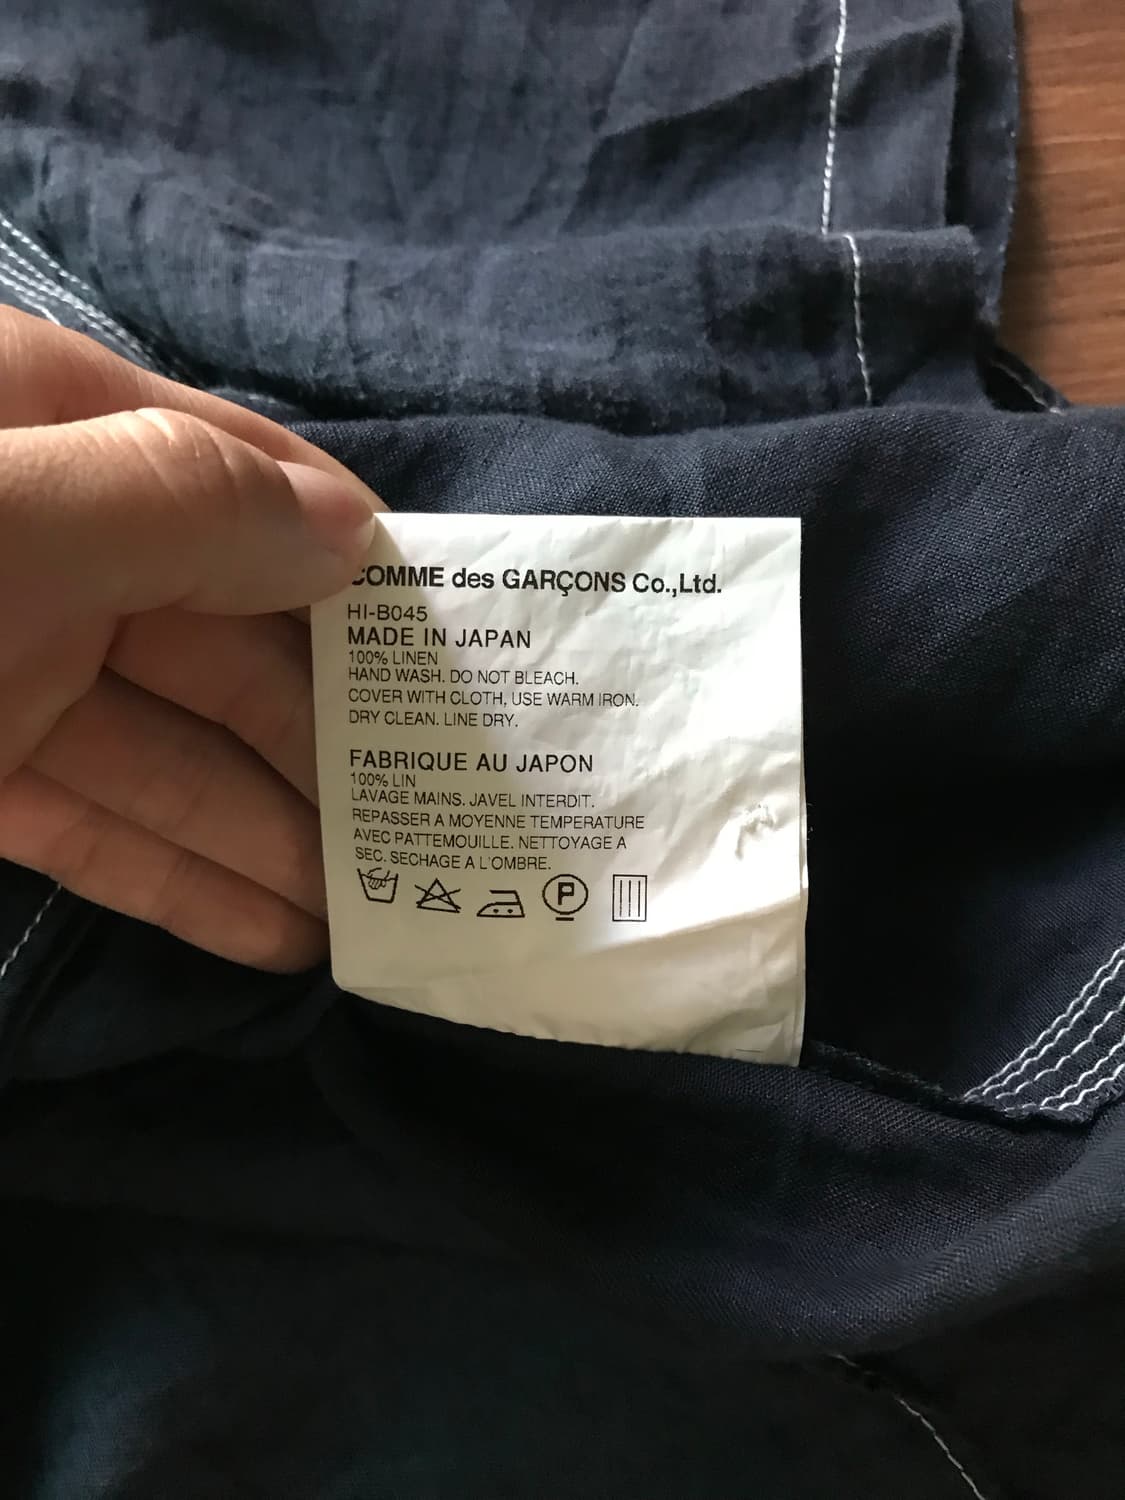 COMME des GARÇONS Co.,Ltd.
HI-B045
MADE IN JAPAN
100% LINEN
HAND WASH. DO NOT BLEACH.
COVER WITH CLOTH, USE WARM IRON.
DRY CLEAN. LINE DRY.
FABRIQUE AU JAPON
100% LIN
LAVAGE MAINS. JAVEL INTERDIT.
REPASSER A MOYENNE TEMPERATURE
AVEC PATTEMOUILLE. NETTOYAGE A
SEC. SECHAGE A L'OMBRE.
P